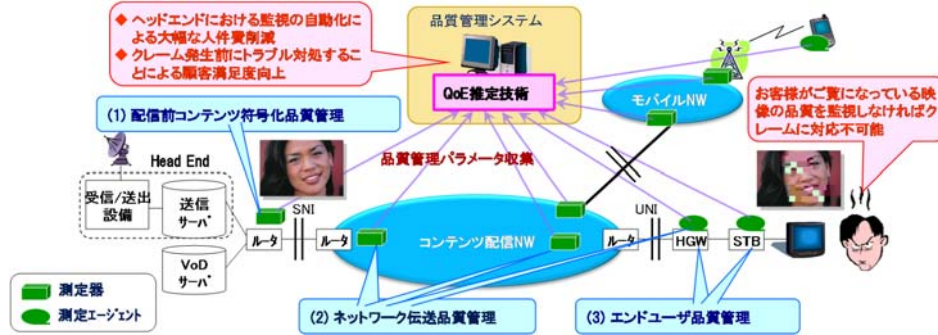 ◆ ヘッドエンドにおける監視の自動化に
よる大幅な人件費削減
◆ クレーム発生前にトラブル対処するこ
とによる顧客満足度向上
品質管理システム
QoE推定技術
モバイルNW
お客様がご覧になっている映
像の品質を監視しなければク
レームに対応不可能
(1) 配信前コンテンツ符号化品質管理
Head End
受信/送出
設備
送信
サーバ
VoD
サーバ
ルータ
SNI
ルータ
品質管理パラメータ収集
コンテンツ配信NW
ルータ
UNI
HGW
STB
測定器
測定エージェント
(2) ネットワーク伝送品質管理
(3) エンドユーザ品質管理